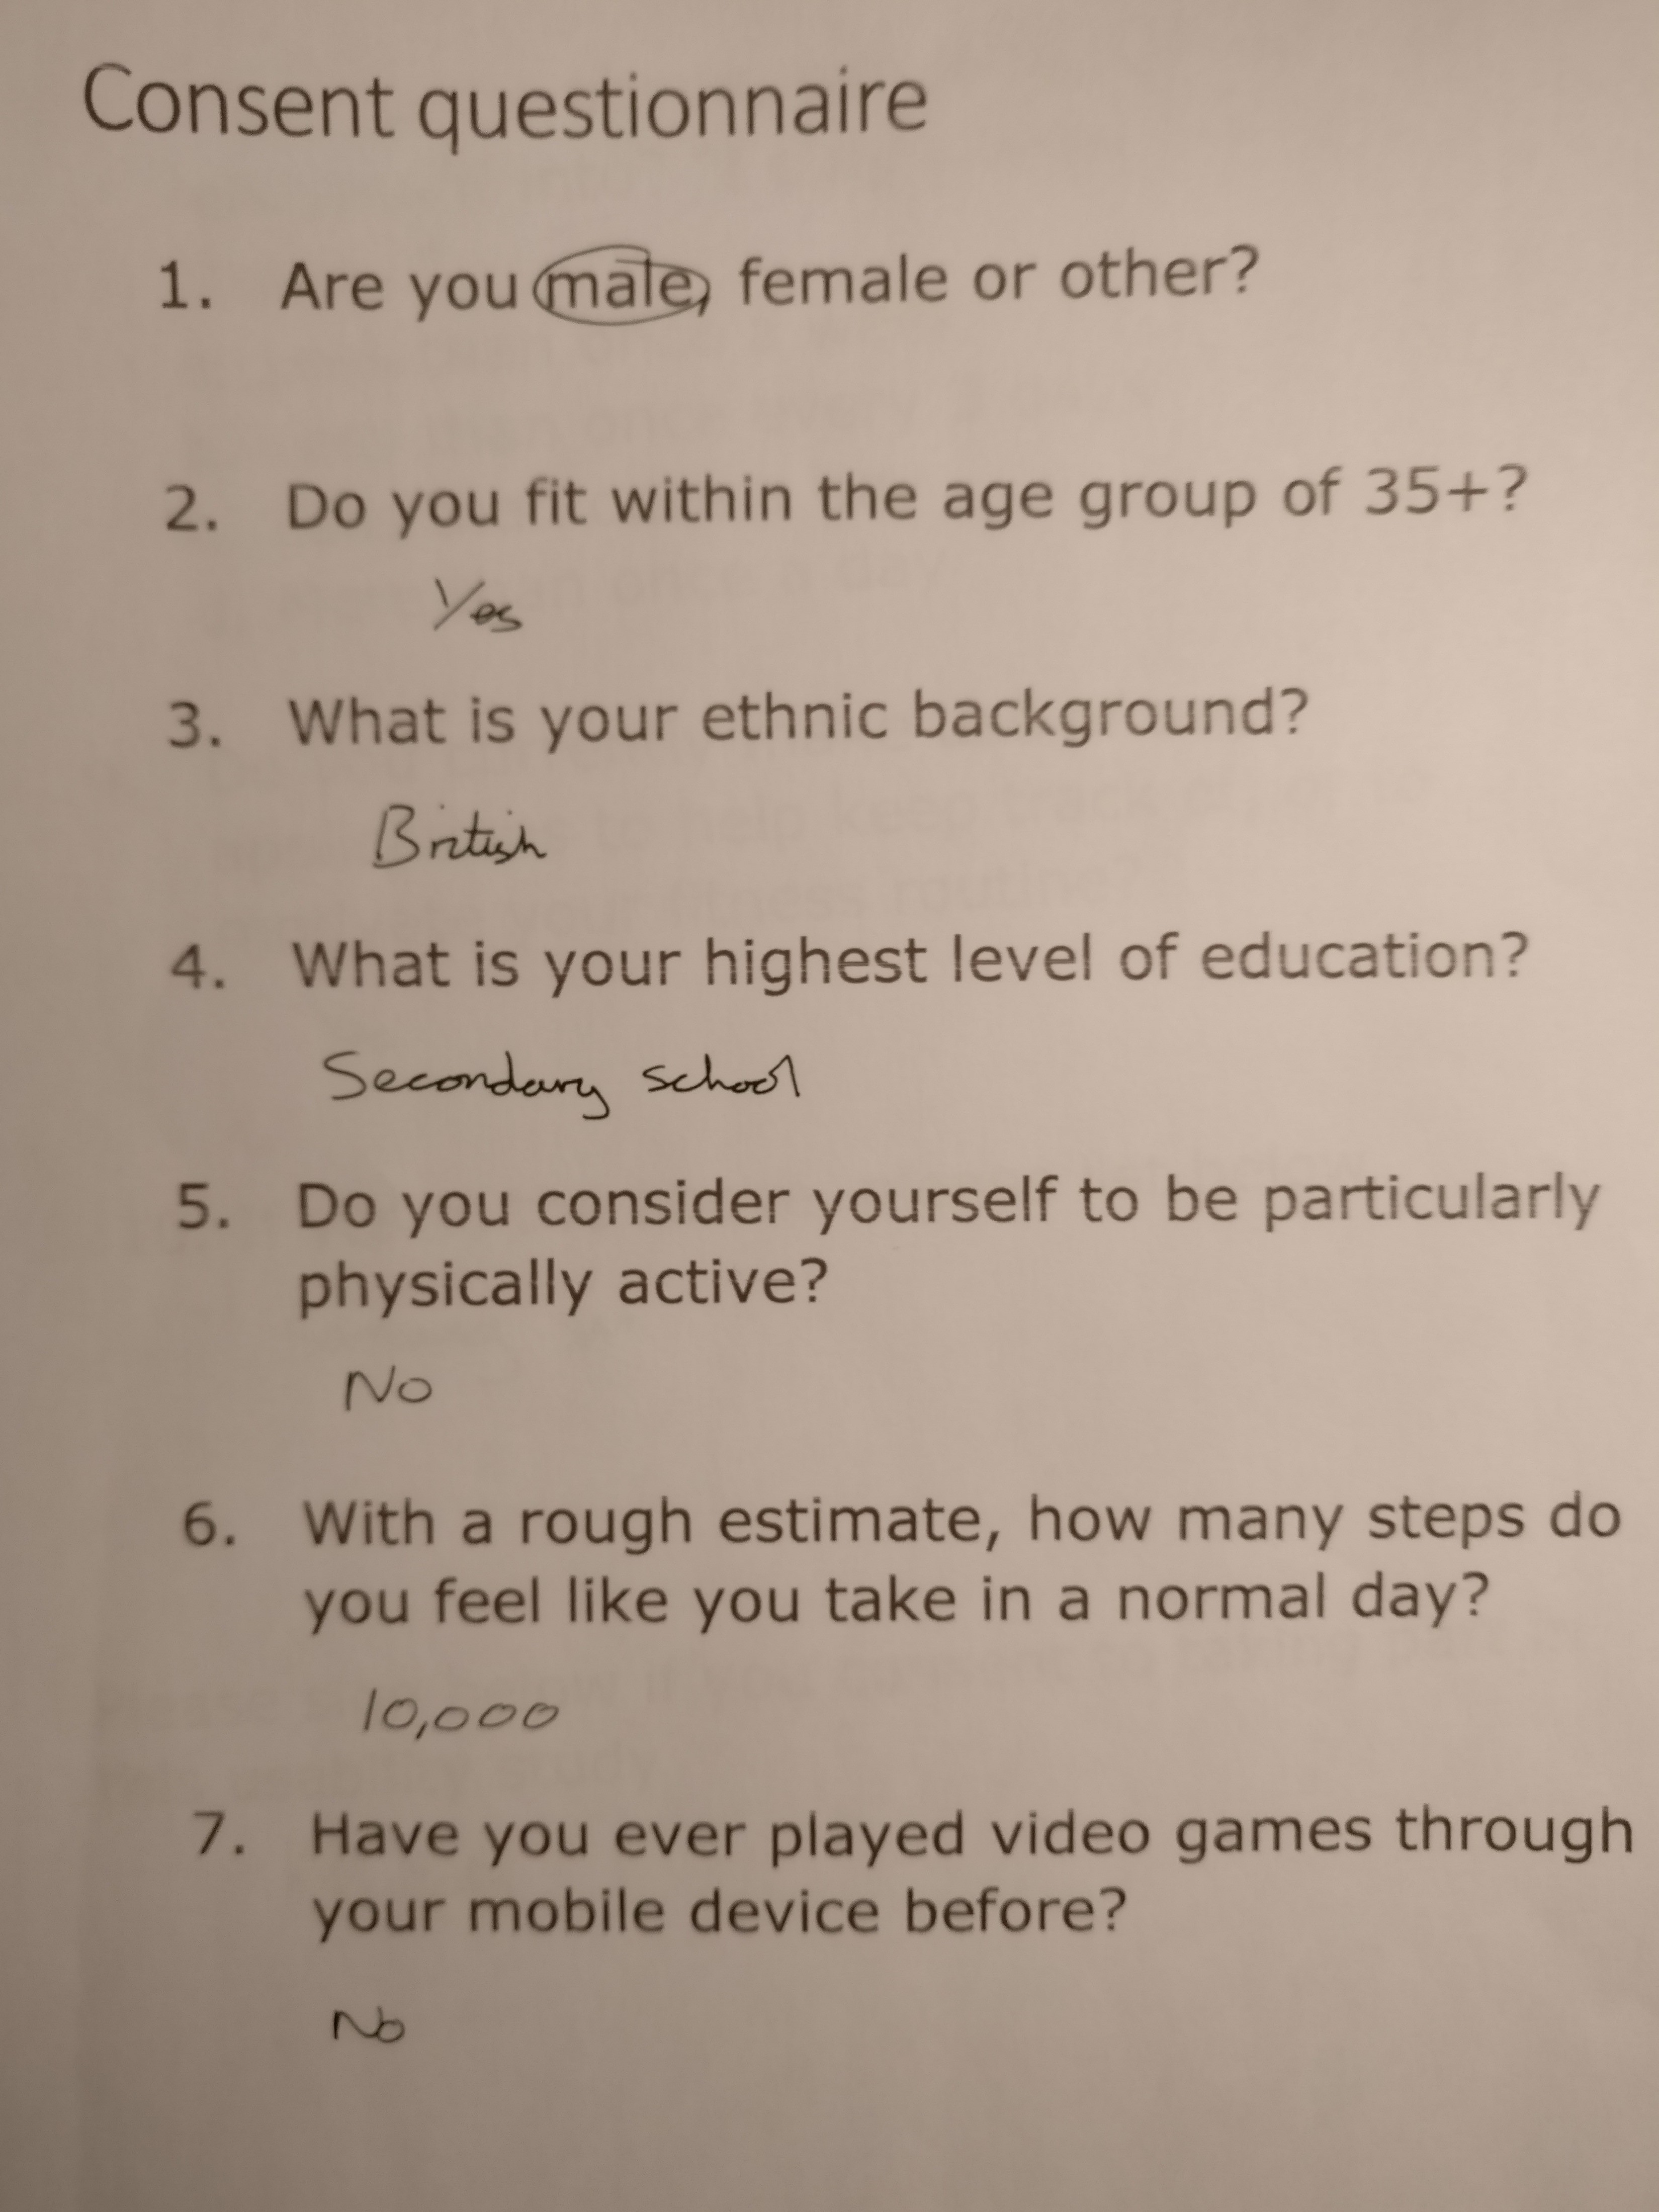 Consent questionnaire
1. Are you male, female or other?
2. Do you fit within the age group of 35+?
Yes
3. What is your ethnic background?
British
4. What is your highest level of education?
Secondary school
5. Do you consider yourself to be particularly
physically active?
No
6. With a rough estimate, how many steps do
you feel like you take in a normal day?
10,000
7. Have you ever played video games through
your mobile device before?
No